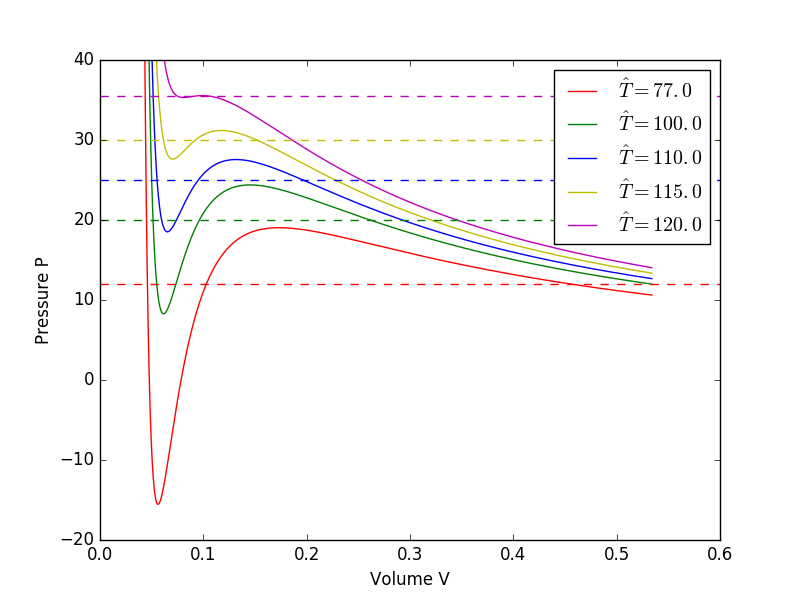 40
30
20
10
0
−10
−20
0.0 0.1 0.2 0.3 0.4 0.5 0.6
Pressure P
Volume V
T̂ = 77.0
T̂ = 100.0
T̂ = 110.0
T̂ = 115.0
T̂ = 120.0